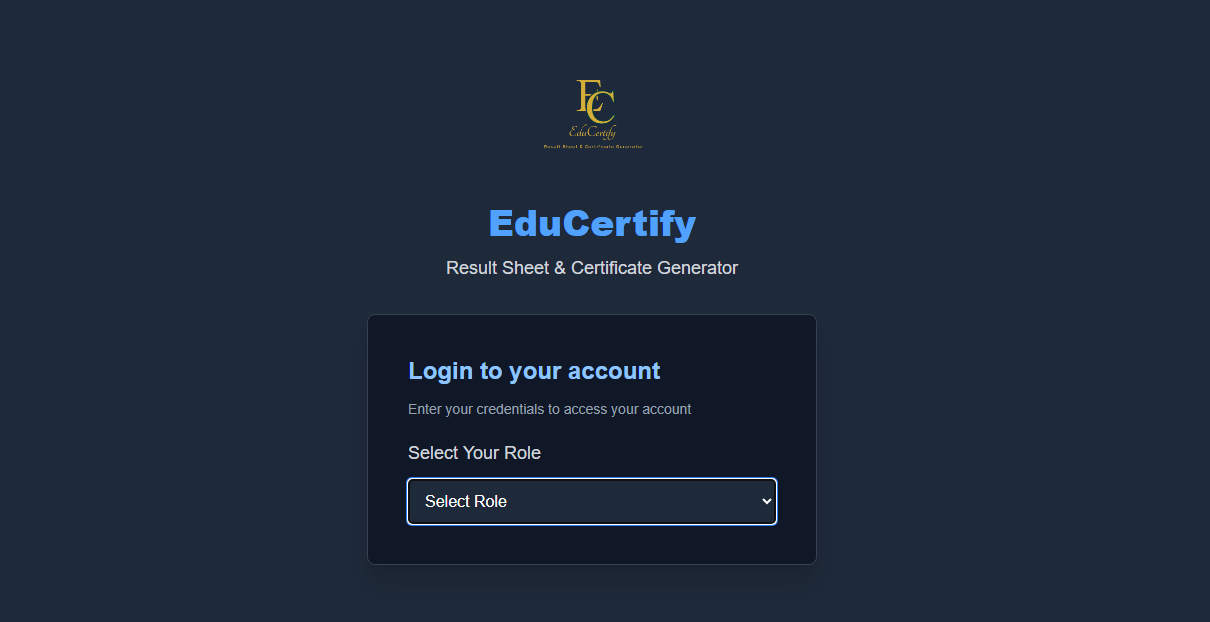 EC
EduCertify
Result Sheet & Certificate Generator
EduCertify
Result Sheet & Certificate Generator
Login to your account
Enter your credentials to access your account
Select Your Role
Select Role